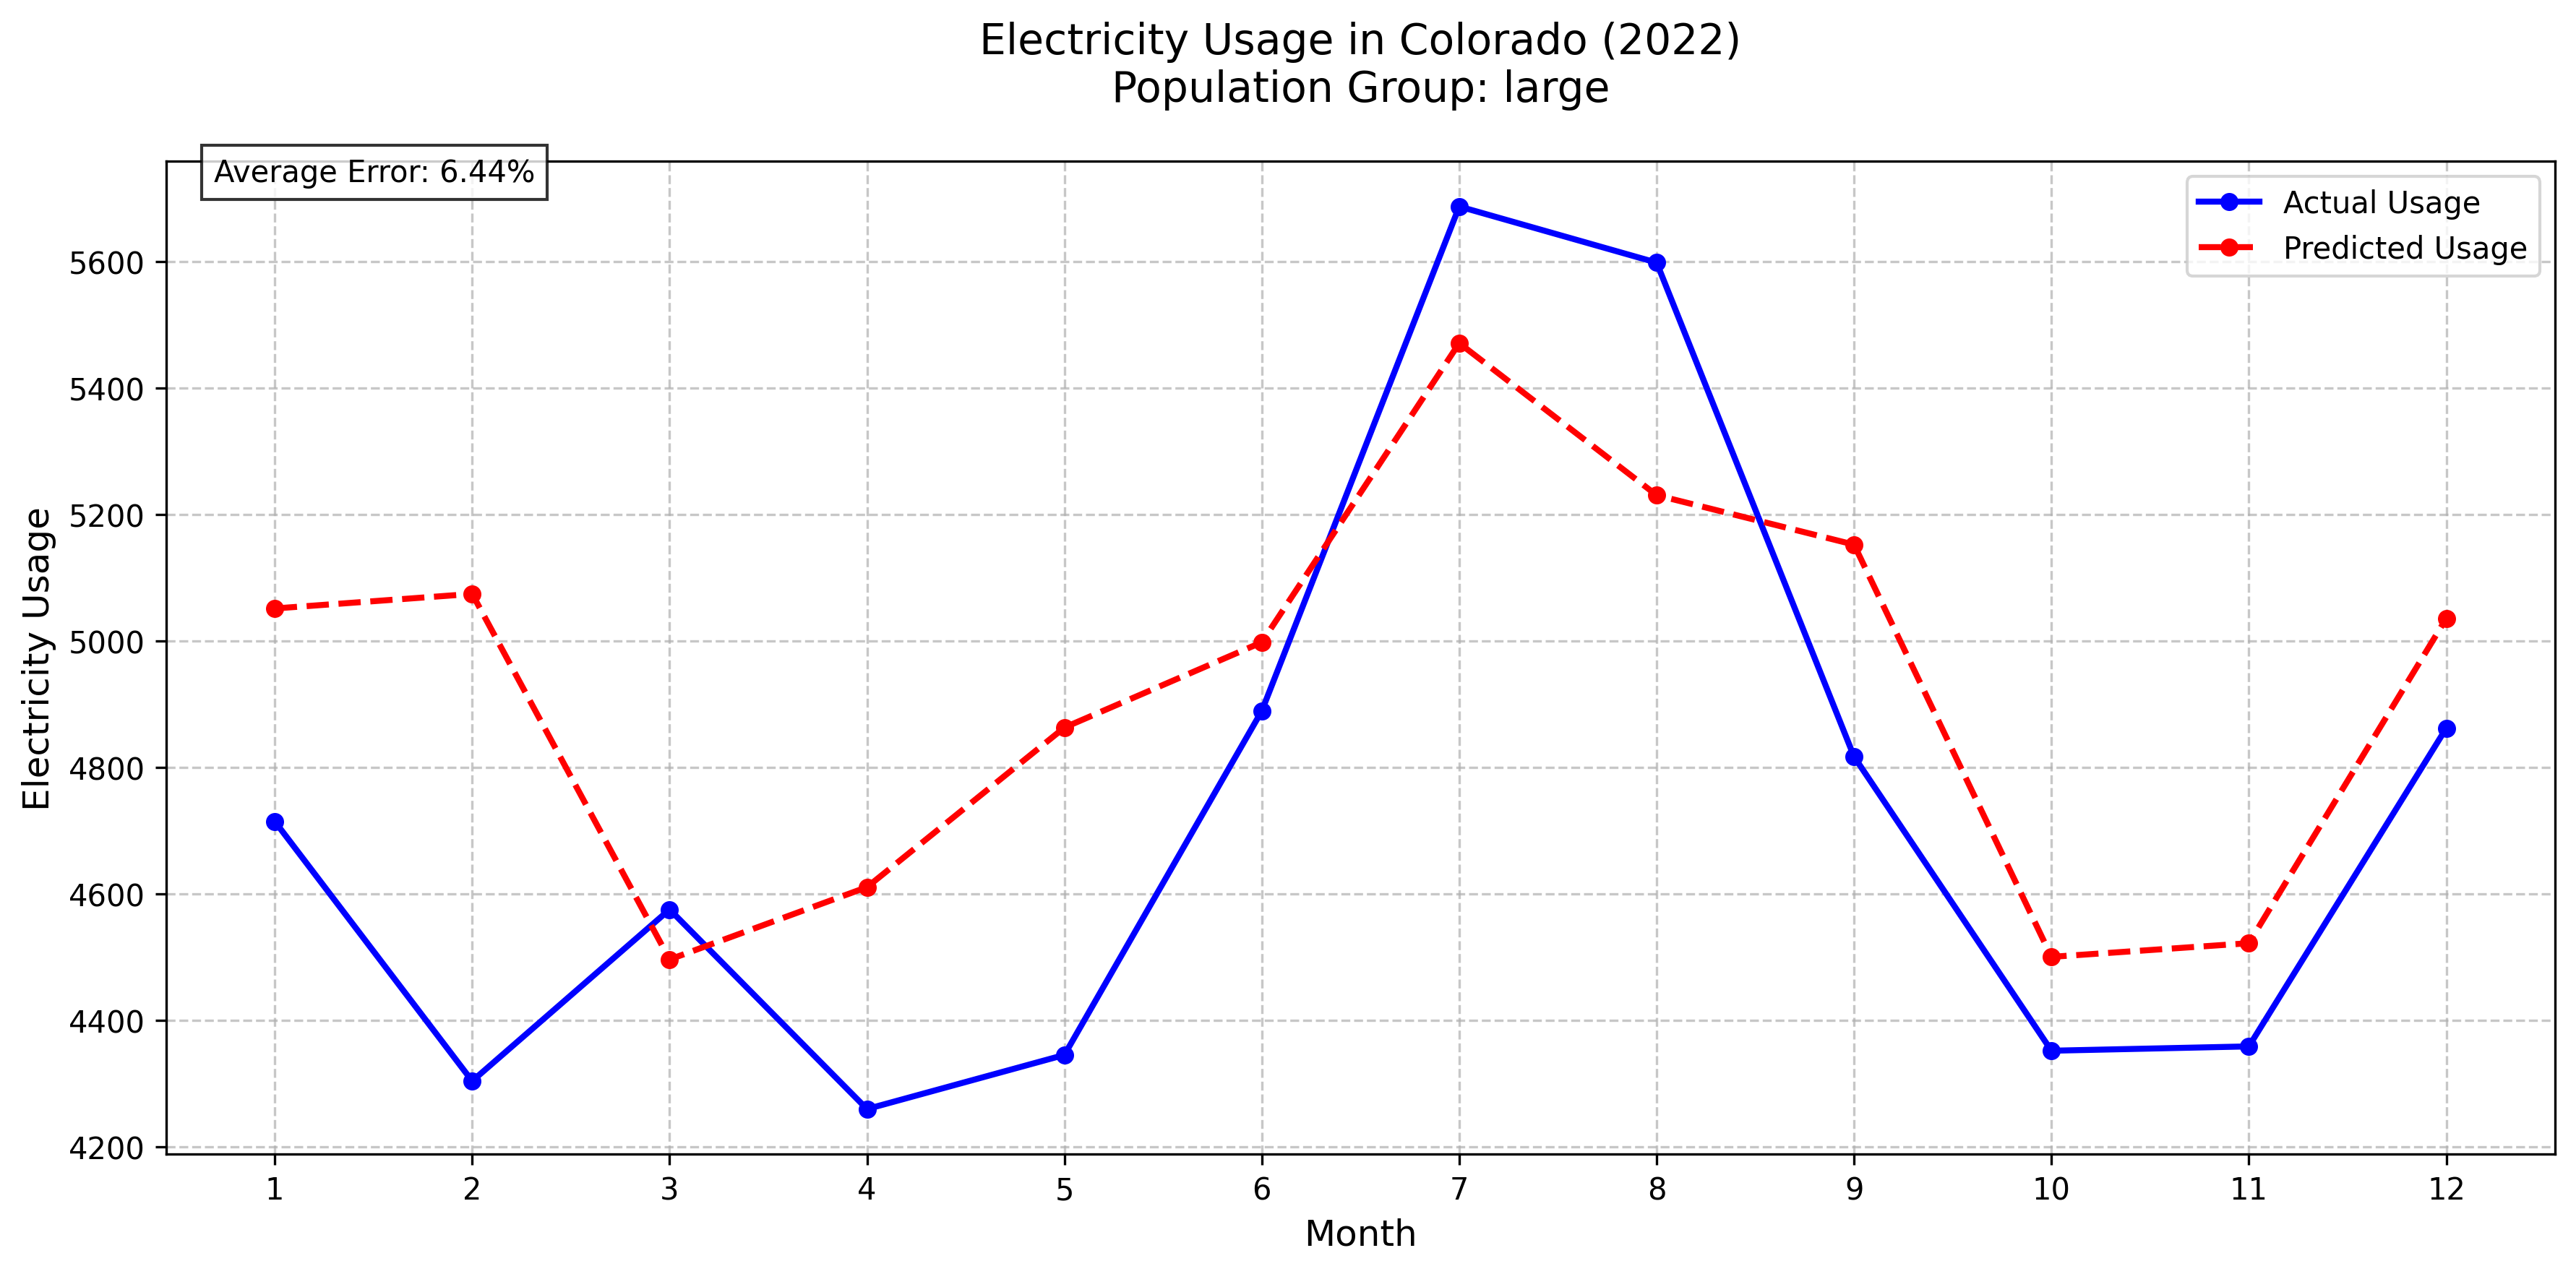 Electricity Usage in Colorado (2022)
Population Group: large
Average Error: 6.44%
Actual Usage
Predicted Usage
Electricity Usage
5600
5400
5200
5000
4800
4600
4400
4200
1 2 3 4 5 6 7 8 9 10 11 12
Month